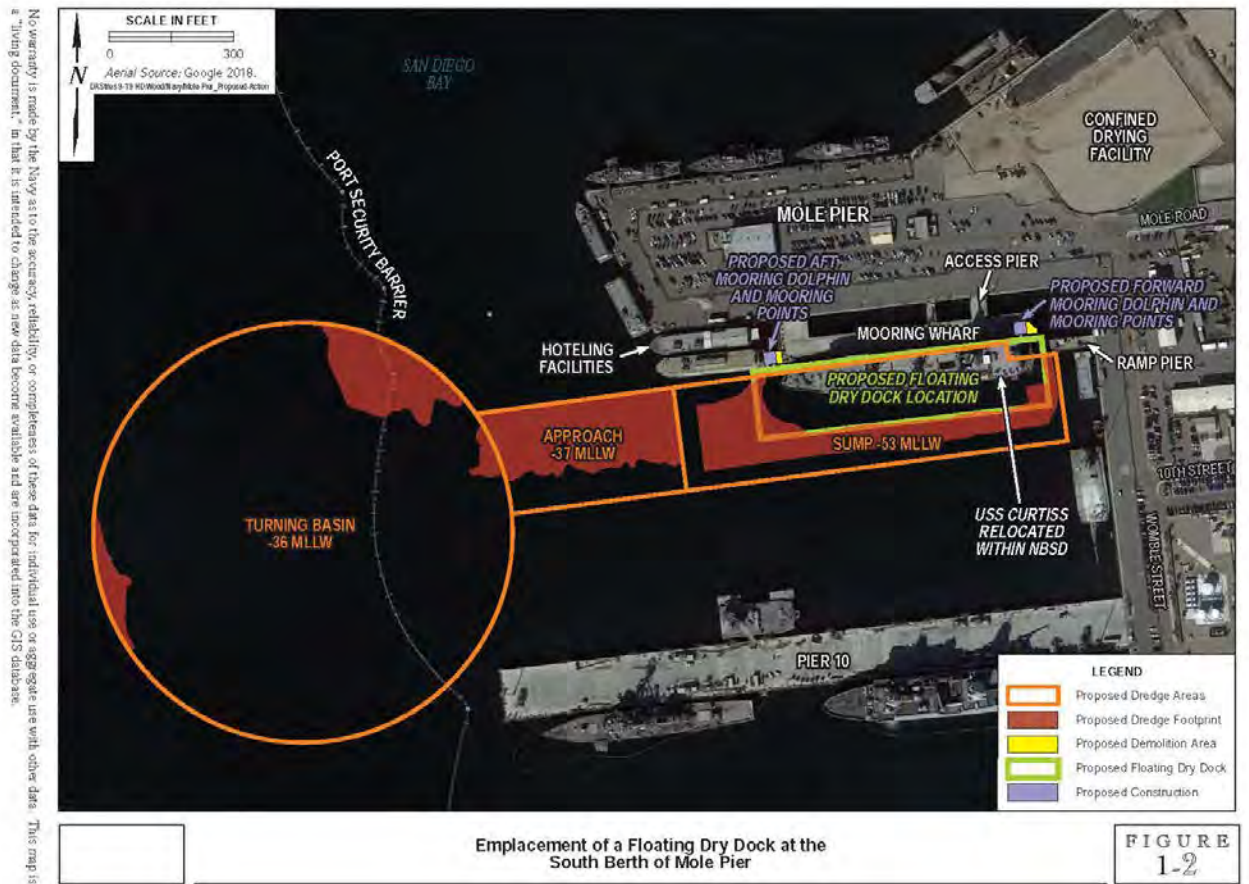 SCALE IN FEET
0 300
N
Aerial Source: Google 2018.
SAN DIEGO
BAY
PORT SECURITY BARRIER
CONFINED
DRYING
FACILITY
MOLE PIER
MOLE ROAD
PROPOSED AFT
MOORING DOLPHIN
AND MOORING
POINTS
ACCESS PIER
PROPOSED FORWARD
MOORING DOLPHIN AND
MOORING POINTS
HOTELING
FACILITIES
MOORING WHARF
RAMP PIER
PROPOSED FLOATING
DRY DOCK LOCATION
APPROACH
-37 MLLW
SUMP -53 MLLW
10TH STREET
TURNING BASIN
-36 MLLW
USS CURTISS
RELOCATED
WITHIN NBSD
WOMBLE STREET
PIER 10
LEGEND
Proposed Dredge Areas
Proposed Dredge Footprint
Proposed Demolition Area
Proposed Floating Dry Dock
Proposed Construction
No warranty is made by the Navy as to the accuracy, reliability, or completeness of these data for individual use or aggregate use with other data. This map is
a "living document," in that it is intended to change as new data become available and are incorporated into the GIS database.
Emplacement of a Floating Dry Dock at the
South Berth of Mole Pier
FIGURE
1-2